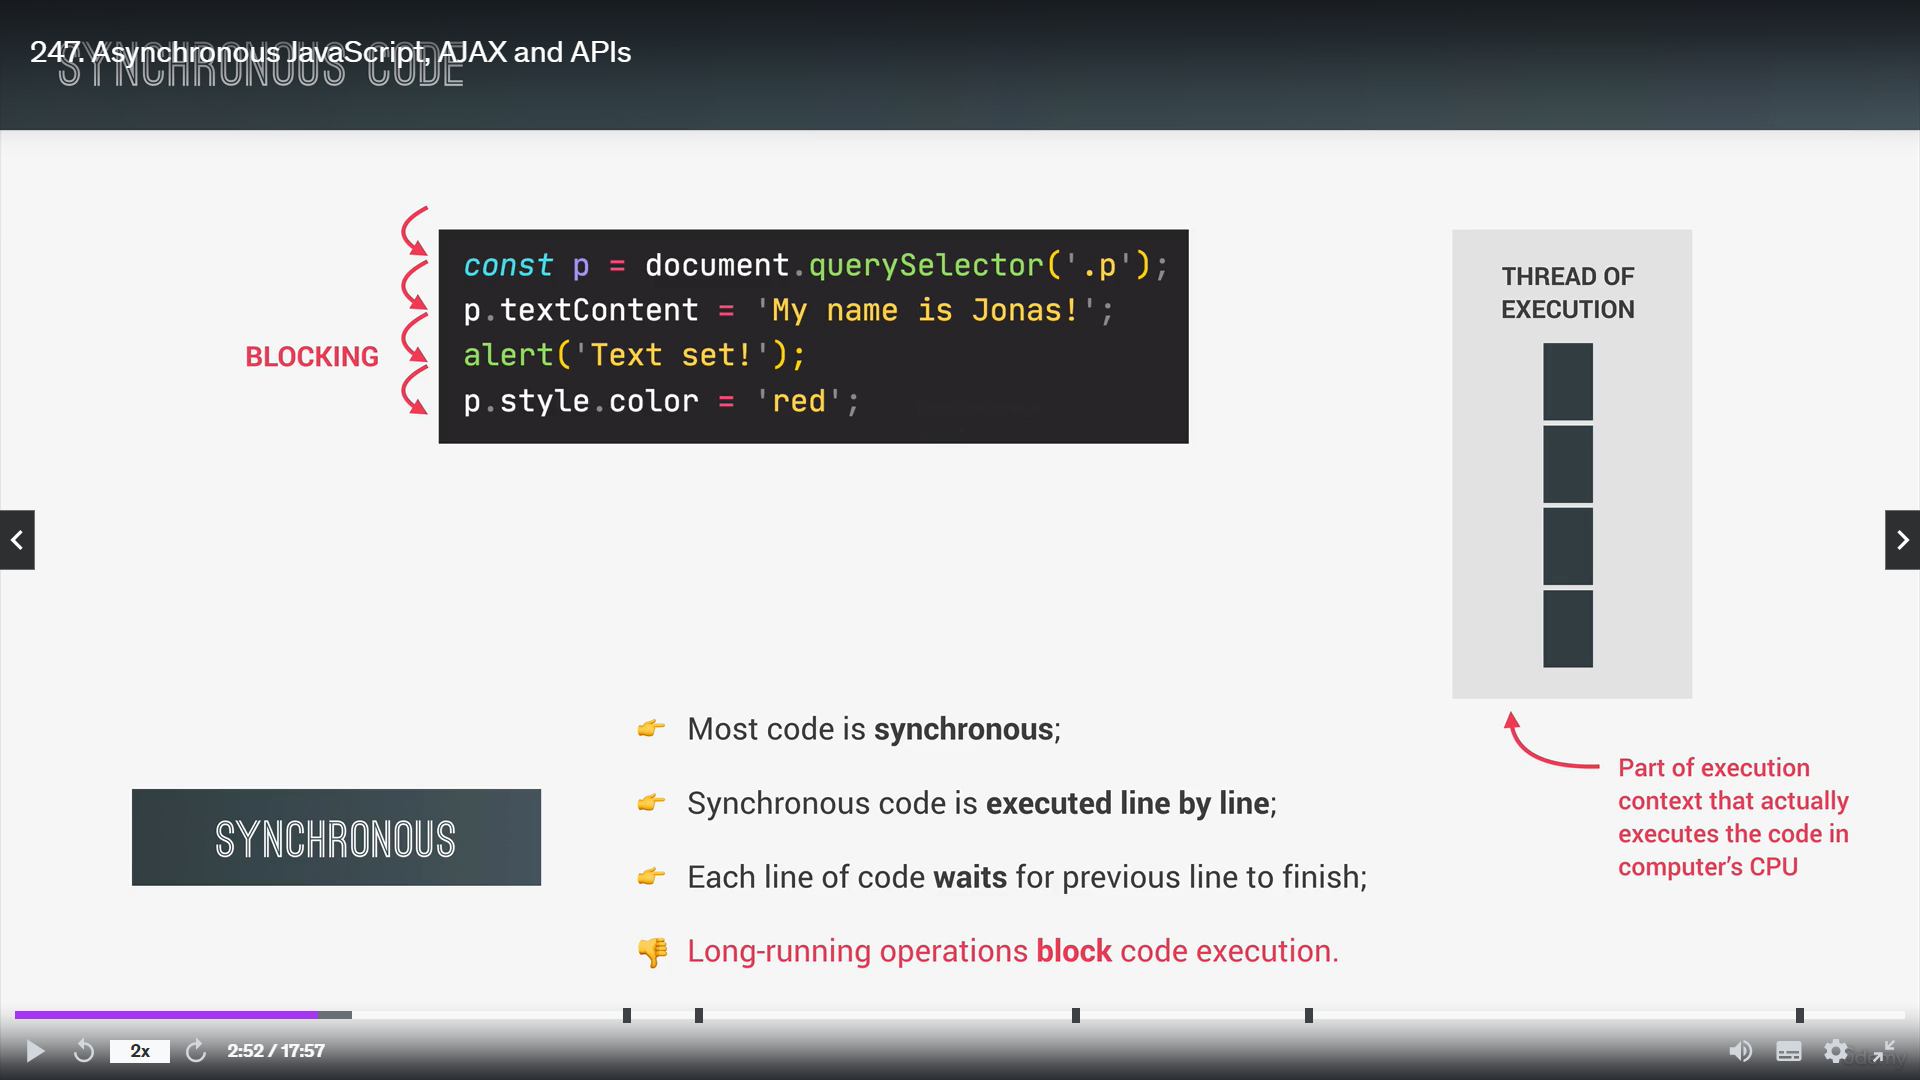 247. Asynchronous JavaScript, AJAX and APIs
SYNCHRONOUS CODE
const p = document.querySelector('.p');
p.textContent = 'My name is Jonas!';
alert('Text set!');
p.style.color = 'red';
BLOCKING
THREAD OF
EXECUTION
Part of execution
context that actually
executes the code in
computer’s CPU
SYNCHRONOUS
👉 Most code is synchronous;
👉 Synchronous code is executed line by line;
👉 Each line of code waits for previous line to finish;
👎 Long-running operations block code execution.
2x
2:52 / 17:57
Udemy